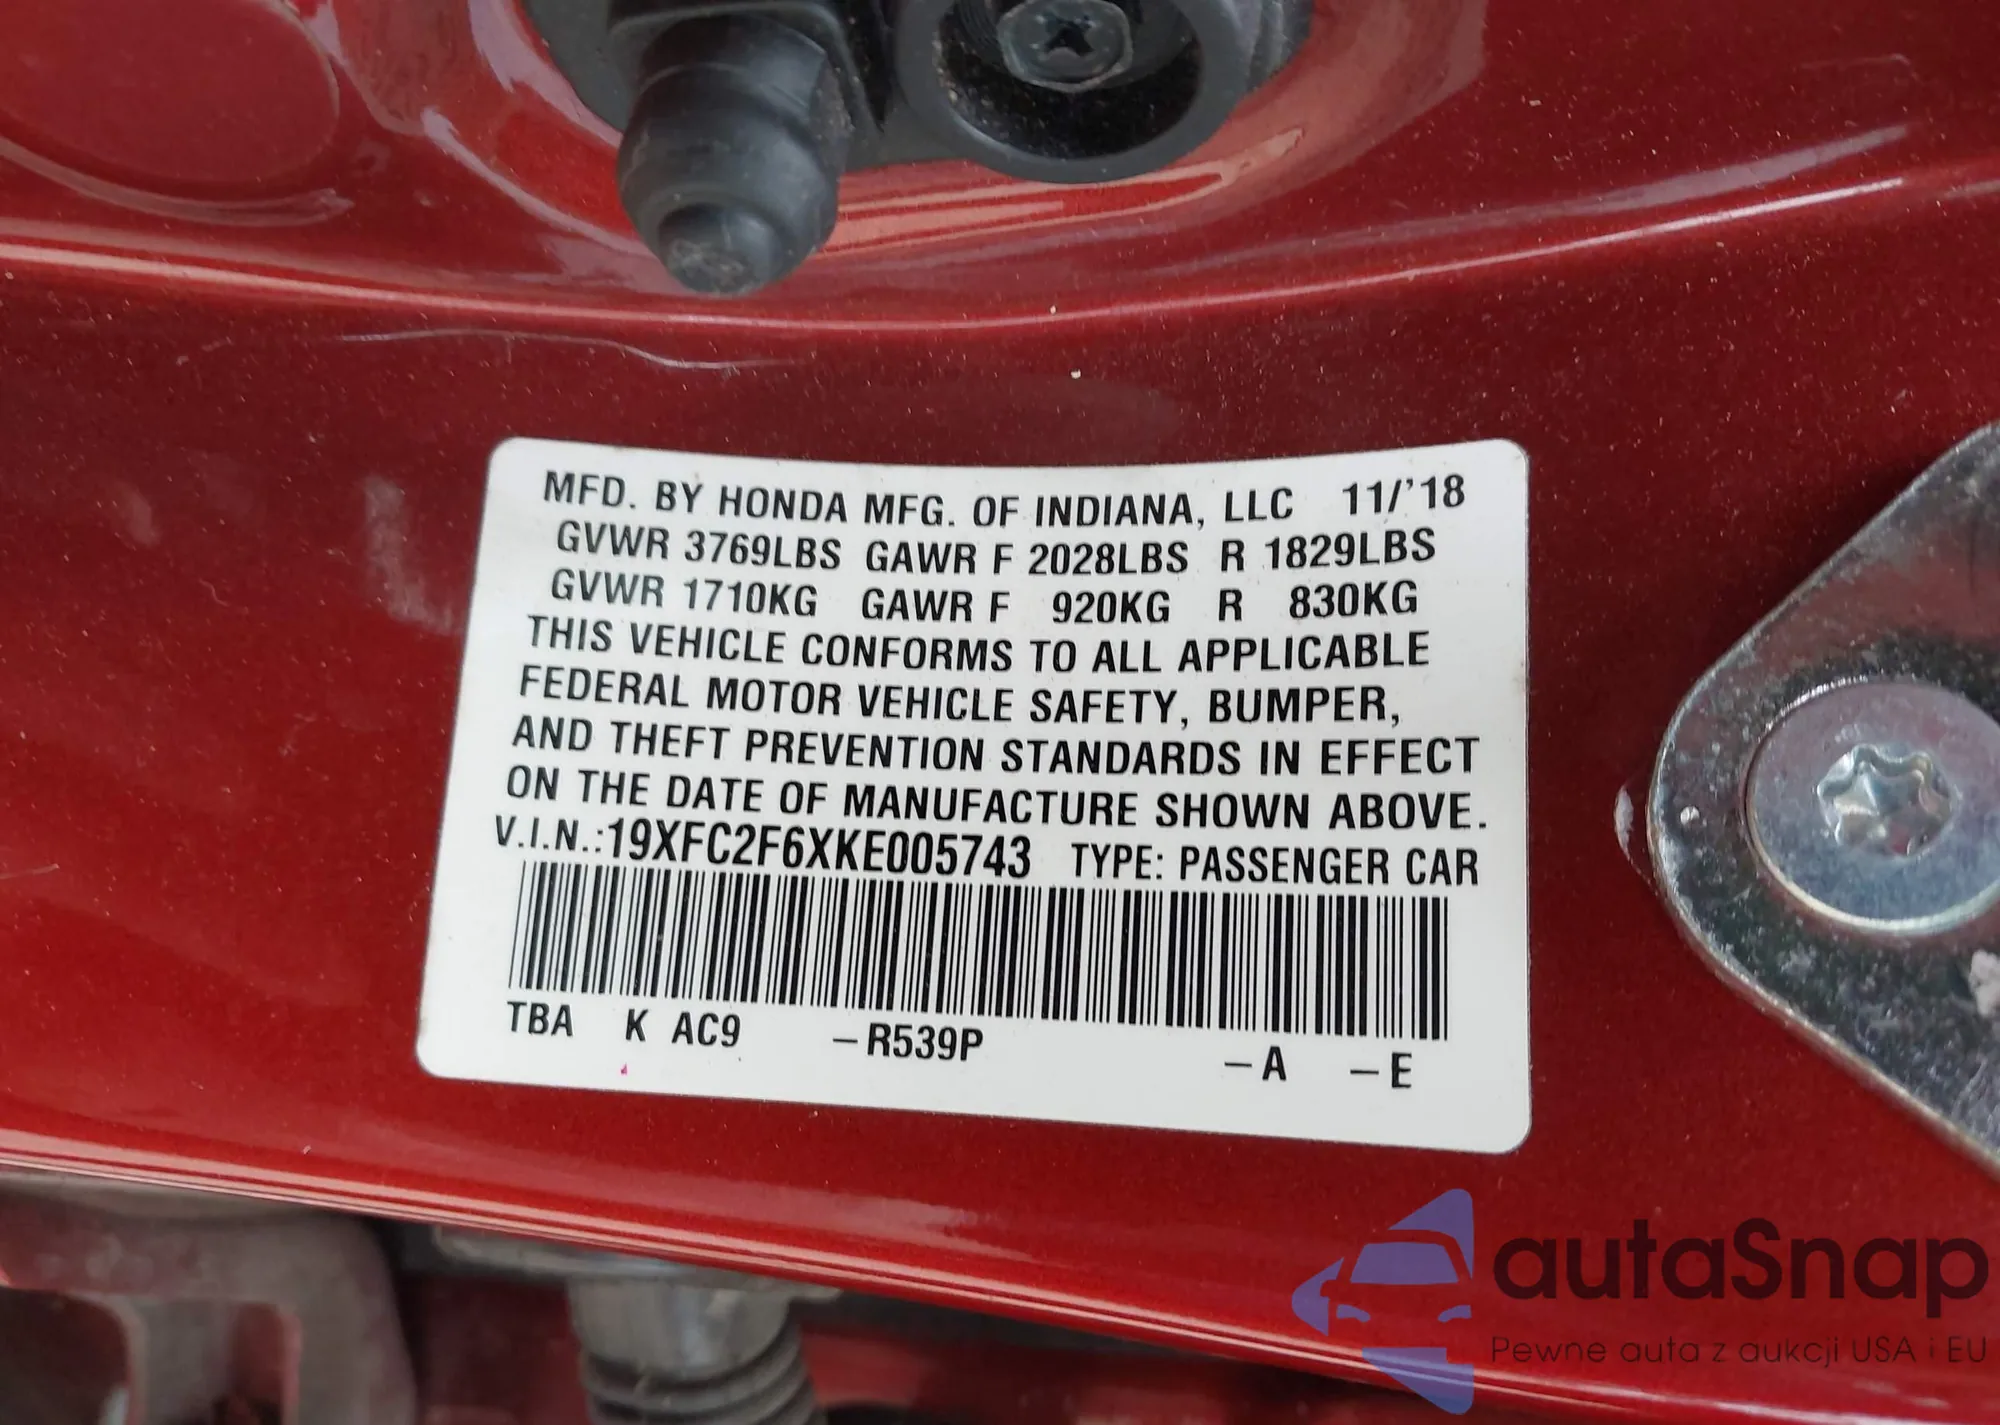 MFD. BY HONDA MFG. OF INDIANA, LLC 11/'18
GVWR 3769LBS GAWR F 2028LBS R 1829LBS
GVWR 1710KG GAWR F 920KG R 830KG
THIS VEHICLE CONFORMS TO ALL APPLICABLE
FEDERAL MOTOR VEHICLE SAFETY, BUMPER,
AND THEFT PREVENTION STANDARDS IN EFFECT
ON THE DATE OF MANUFACTURE SHOWN ABOVE.
V.I.N.:19XFC2F6XKE005743 TYPE: PASSENGER CAR
TBA K AC9 –R539P –A –E
autaSnap
Pewne auta z aukcji USA i EU